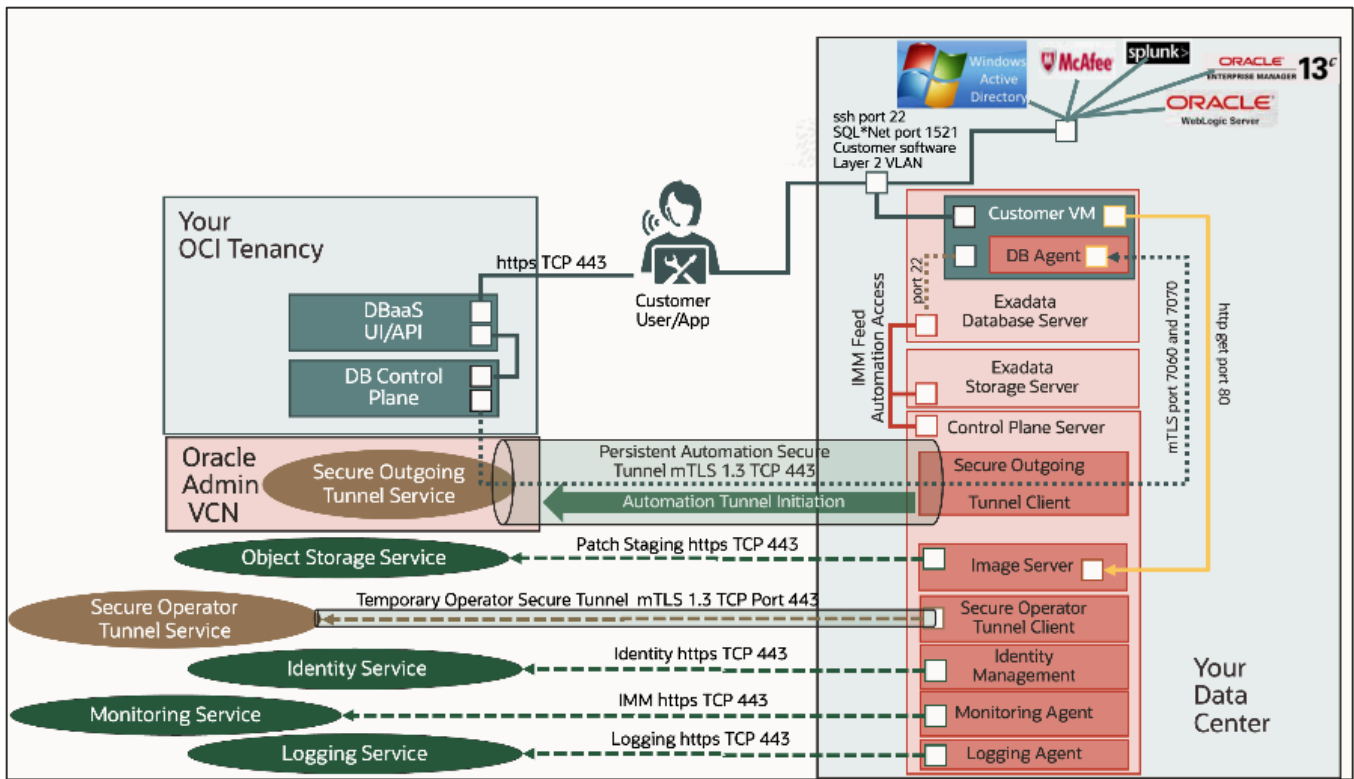 Windows
Active
Directory
McAfee
splunk>
ORACLE
ENTERPRISE MANAGER 13c
ORACLE
WebLogic Server
ssh port 22
SQL*Net port 1521
Customer software
Layer 2 VLAN
Your
OCI Tenancy
https TCP 443
Customer
User/App
DBaaS
UI/API
DB Control
Plane
Customer VM
DB Agent
port 22
Exadata
Database Server
IMM Feed
Automation Access
Exadata
Storage Server
Control Plane Server
mTLS port 7060 and 7070
http get port 80
Oracle
Admin
VCN
Secure Outgoing
Tunnel Service
Persistent Automation Secure
Tunnel mTLS 1.3 TCP 443
Automation Tunnel Initiation
Secure Outgoing
Tunnel Client
Object Storage Service
Patch Staging https TCP 443
Image Server
Secure Operator
Tunnel Service
Temporary Operator Secure Tunnel mTLS 1.3 TCP Port 443
Secure Operator
Tunnel Client
Identity Service
Identity https TCP 443
Identity
Management
Monitoring Service
IMM https TCP 443
Monitoring Agent
Logging Service
Logging https TCP 443
Logging Agent
Your
Data
Center